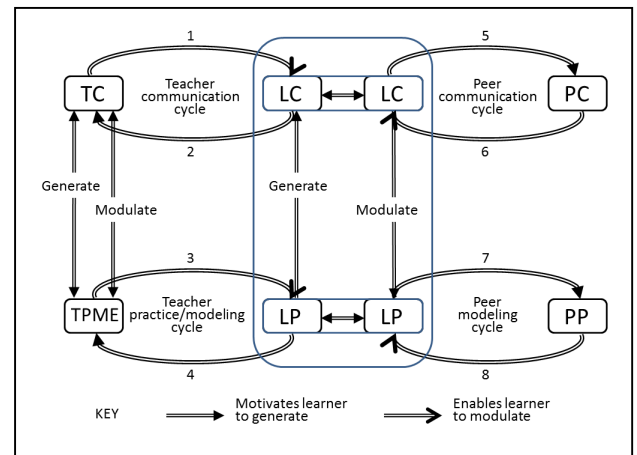 1
5
TC
Teacher
communication
cycle
LC
LC
Peer
communication
cycle
PC
2
6
Generate
Modulate
Generate
Modulate
3
7
TPME
Teacher
practice/modeling
cycle
LP
LP
Peer
modeling
cycle
PP
4
8
KEY
Motivates learner
to generate
Enables learner
to modulate